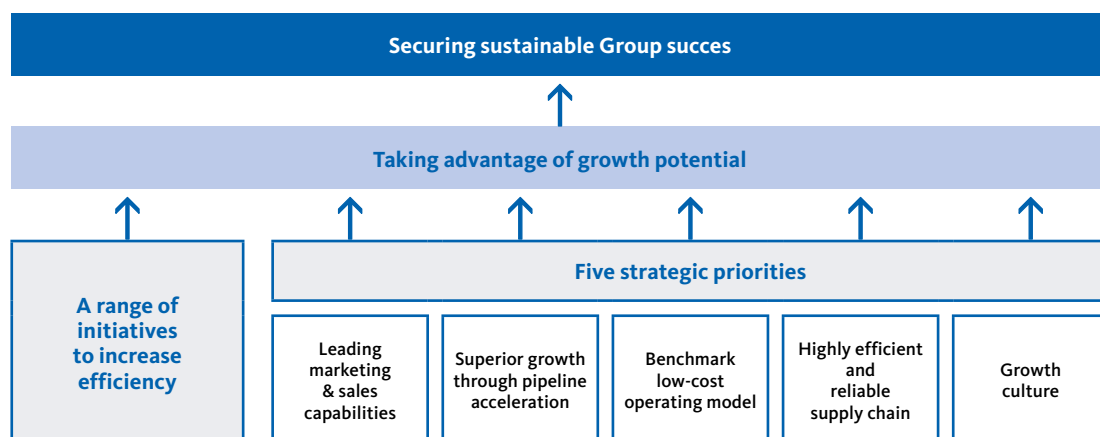 Securing sustainable Group succes
Taking advantage of growth potential
A range of
initiatives
to increase
efficiency
Five strategic priorities
Leading
marketing
& sales
capabilities
Superior growth
through pipeline
acceleration
Benchmark
low-cost
operating model
Highly efficient
and
reliable
supply chain
Growth
culture